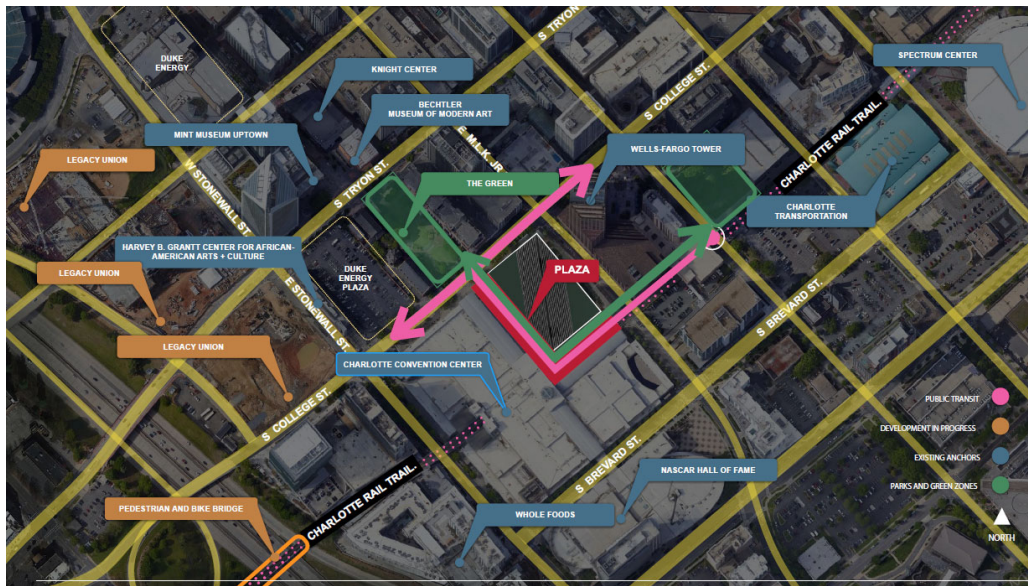 DUKE
ENERGY
KNIGHT CENTER
S TRYON ST.
S COLLEGE ST.
SPECTRUM CENTER
BECHTLER
MUSEUM OF MODERN ART
MINT MUSEUM UPTOWN
E M.L.K. JR
WELLS-FARGO TOWER
CHARLOTTE RAIL TRAIL.
LEGACY UNION
W STONEWALL ST.
S TRYON ST.
THE GREEN
CHARLOTTE
TRANSPORTATION
HARVEY B. GRANTT CENTER FOR AFRICAN-
AMERICAN ARTS + CULTURE
LEGACY UNION
DUKE
ENERGY
PLAZA
PLAZA
E STONEWALL ST.
S BREVARD ST.
LEGACY UNION
CHARLOTTE CONVENTION CENTER
S COLLEGE ST.
PUBLIC TRANSIT
DEVELOPMENT IN PROGRESS
EXISTING ANCHORS
S BREVARD ST.
NASCAR HALL OF FAME
PARKS AND GREEN ZONES
CHARLOTTE RAIL TRAIL.
PEDESTRIAN AND BIKE BRIDGE
WHOLE FOODS
NORTH